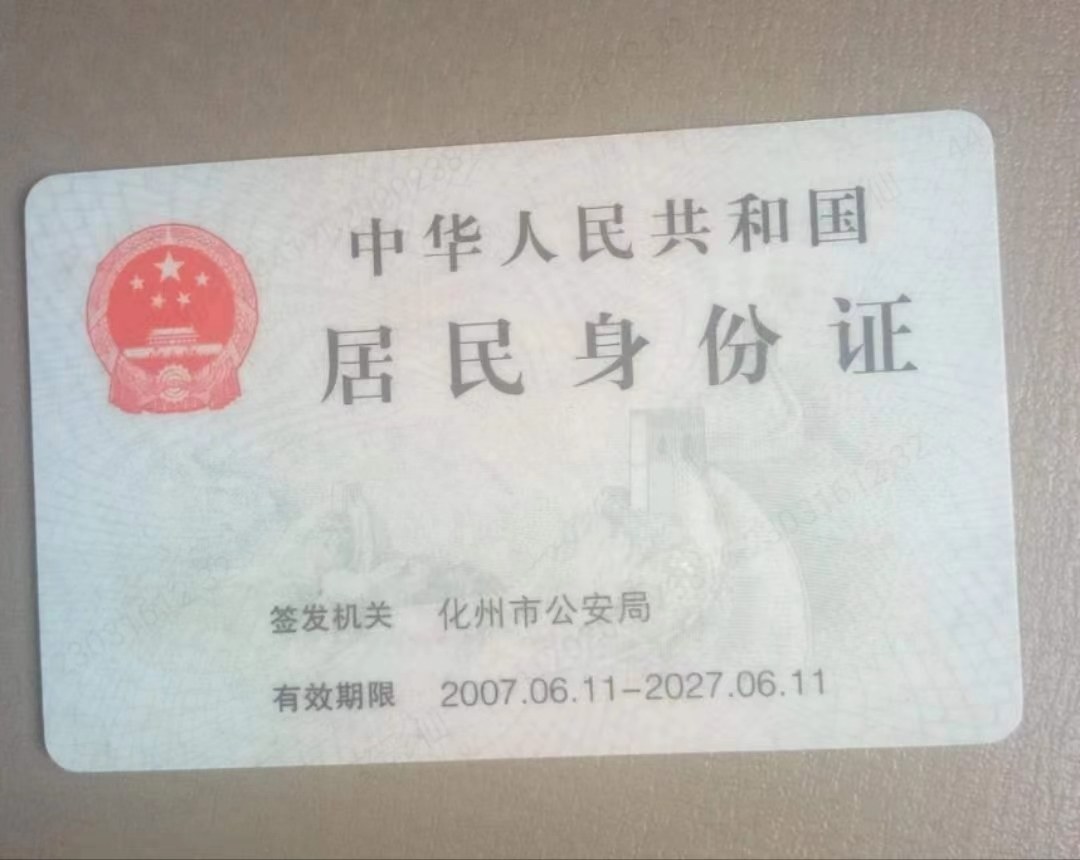 中华人民共和国
居民身份证
签发机关 化州市公安局
有效期限 2007.06.11-2027.06.11